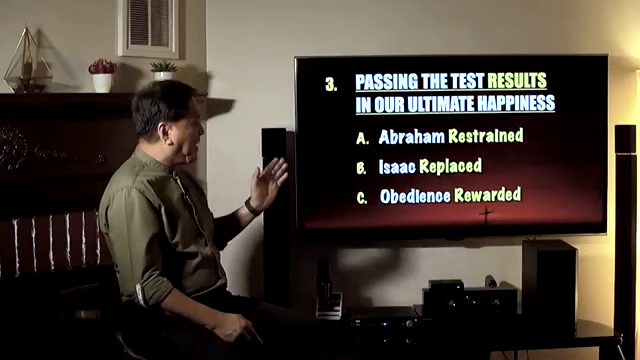 3. PASSING THE TEST RESULTS
IN OUR ULTIMATE HAPPINESS
A. Abraham Restrained
B. Isaac Replaced
C. Obedience Rewarded